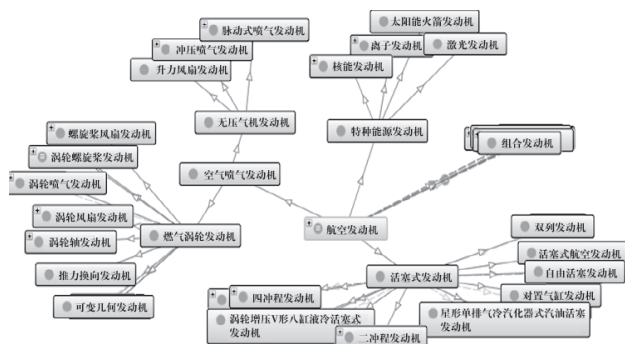 太阳能火箭发动机
脉动式喷气发动机
离子发动机
激光发动机
冲压喷气发动机
核能发动机
升力风扇发动机
无压气机发动机
特种能源发动机
螺旋桨风扇发动机
组合发动机
涡轮螺旋桨发动机
空气喷气发动机
涡轮喷气发动机
涡轮风扇发动机
航空发动机
双列发动机
涡轮轴发动机
燃气涡轮发动机
活塞式航空发动机
推力换向发动机
活塞式发动机
自由活塞发动机
四冲程发动机
对置气缸发动机
可变几何发动机
涡轮增压V形八缸液冷活塞式
发动机
星形单排气冷汽化器式汽油活塞
发动机
二冲程发动机